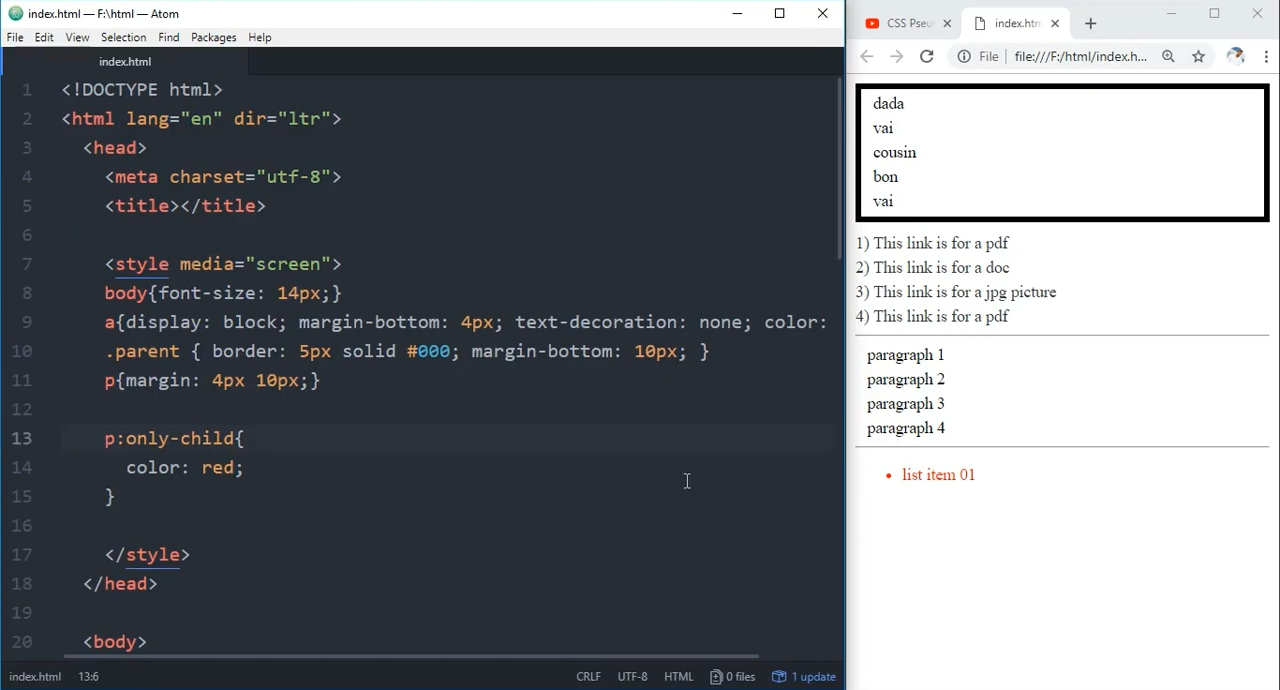 index.html — F:\html — Atom
File Edit View Selection Find Packages Help
index.html
1 <!DOCTYPE html>
2 <html lang="en" dir="ltr">
3 <head>
4 <meta charset="utf-8">
5 <title></title>
6
7 <style media="screen">
8 body{font-size: 14px;}
9 a{display: block; margin-bottom: 4px; text-decoration: none; color:
10 .parent { border: 5px solid #000; margin-bottom: 10px; }
11 p{margin: 4px 10px;}
12
13 p:only-child{
14 color: red;
15 }
16
17 </style>
18 </head>
19
20 <body>
index.html 13:6 CRLF UTF-8 HTML 0 files 1 update
CSS Pseu
index.htm
File file:///F:/html/index.h...
dada
vai
cousin
bon
vai
1) This link is for a pdf
2) This link is for a doc
3) This link is for a jpg picture
4) This link is for a pdf
paragraph 1
paragraph 2
paragraph 3
paragraph 4
• list item 01